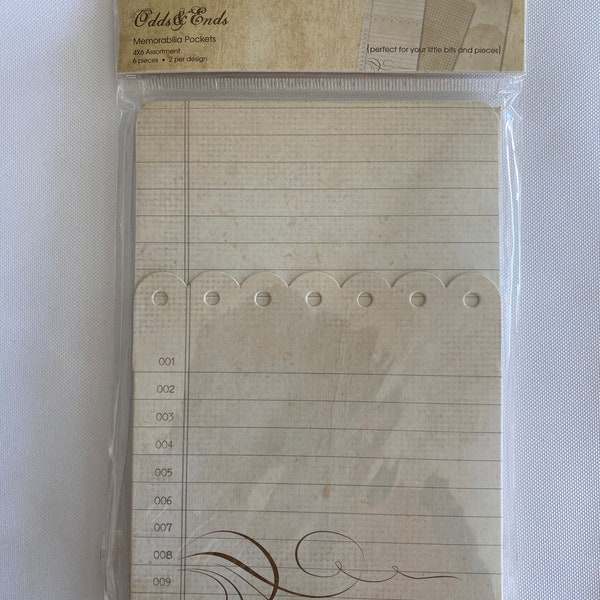 Odds&Ends
Memorabilia Pockets
4X6 Assortment
6 pieces • 2 per design
{perfect for your little bits and pieces}
001
002
003
004
005
006
007
008
009